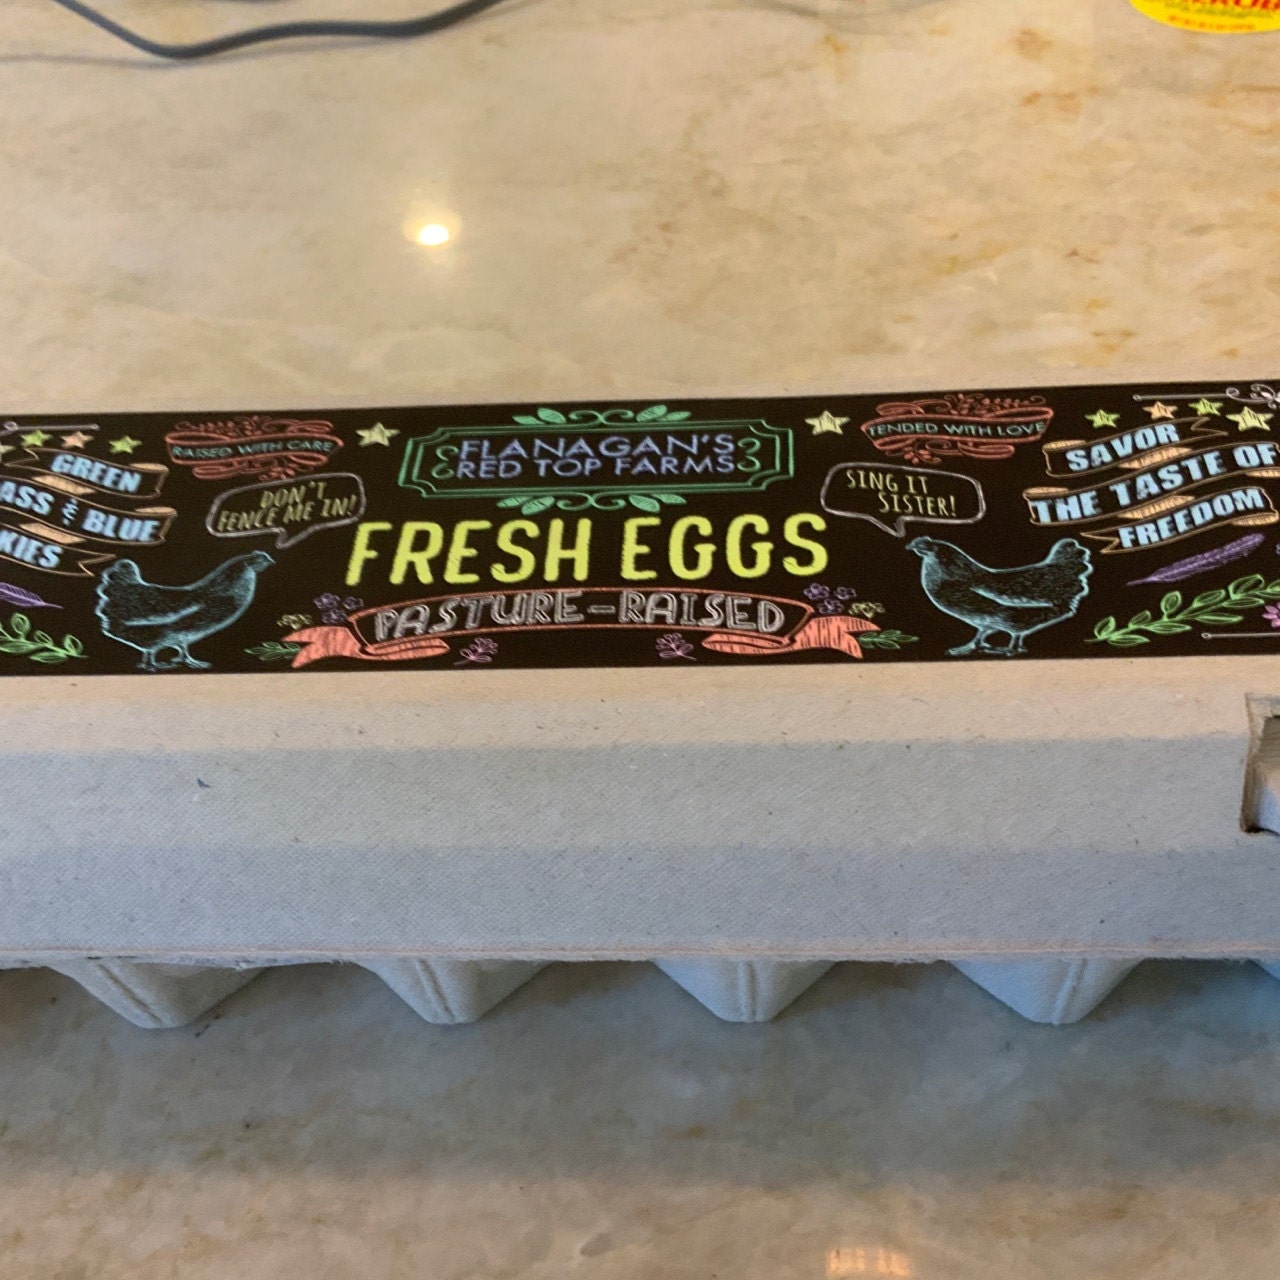 GREEN
ASS & BLUE
KIES
RAISED WITH CARE
DON'T
FENCE ME IN!
FLANAGAN'S
RED TOP FARMS
FRESH EGGS
PASTURE-RAISED
TENDED WITH LOVE
SING IT
SISTER!
SAVOR
THE TASTE OF
FREEDOM